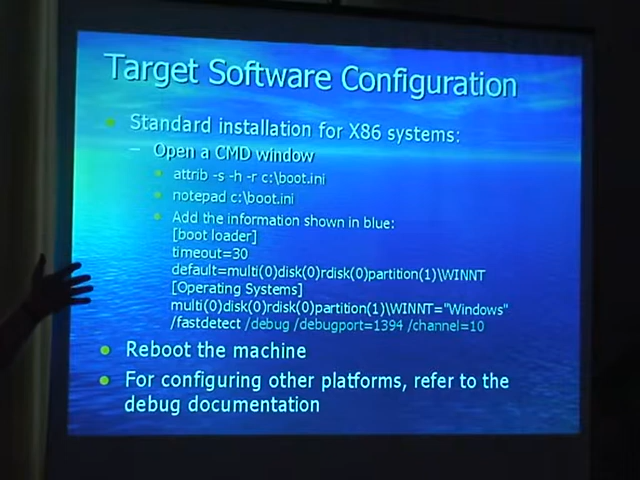 Target Software Configuration
Standard installation for X86 systems:
– Open a CMD window
attrib -s -h -r c:\boot.ini
notepad c:\boot.ini
Add the information shown in blue:
[boot loader]
timeout=30
default=multi(0)disk(0)rdisk(0)partition(1)\WINNT
[Operating Systems]
multi(0)disk(0)rdisk(0)partition(1)\WINNT="Windows"
/fastdetect /debug /debugport=1394 /channel=10
Reboot the machine
For configuring other platforms, refer to the
debug documentation